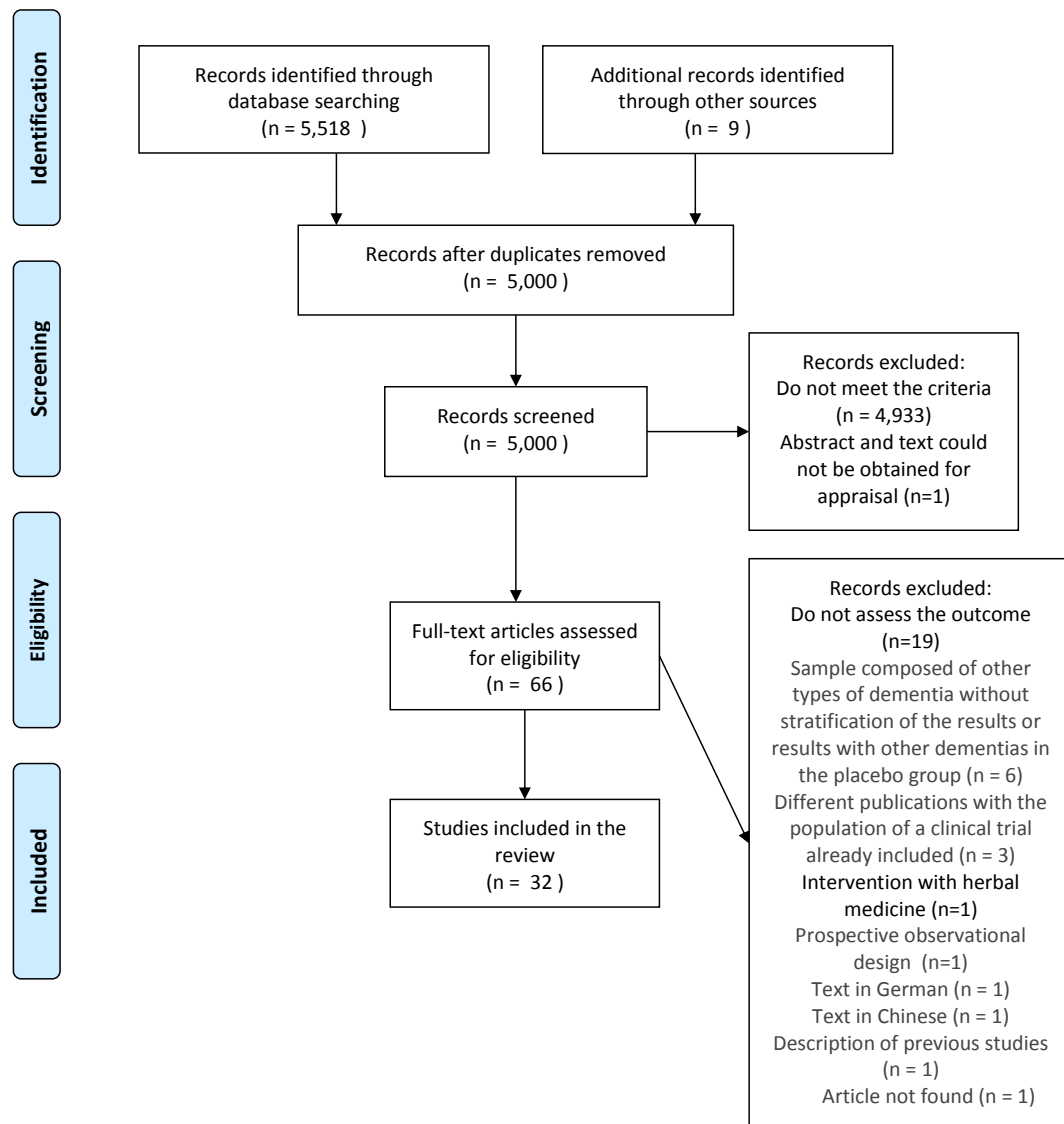 Identification
Records identified through
database searching
(n = 5,518  )
Additional records identified
through other sources
(n =  9  )
Records after duplicates removed
(n =  5,000 )
Screening
Records screened
(n =  5,000 )
Records excluded:
Do not meet the criteria
(n = 4,933)
Abstract and text could
not be obtained for
appraisal (n=1)
Eligibility
Full-text articles assessed
for eligibility
(n =  66 )
Records excluded:
Do not assess the outcome
(n=19)
Sample composed of other
types of dementia without
stratification of the results or
results with other dementias in
the placebo group (n = 6)
Different publications with the
population of a clinical trial
already included (n = 3)
Intervention with herbal
medicine (n=1)
Prospective observational
design  (n=1)
Text in German (n = 1)
Text in Chinese (n = 1)
Description of previous studies
(n = 1)
Article not found (n = 1)
Included
Studies included in the
review
(n =  32 )